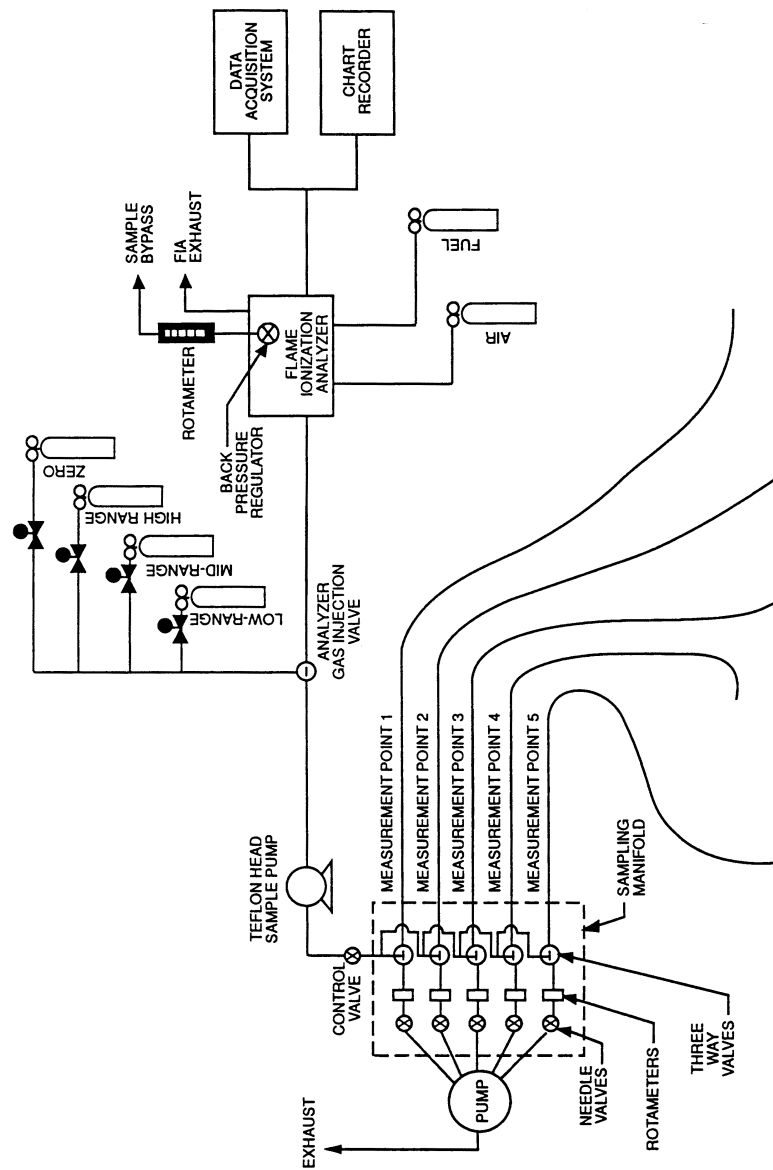 DATA
ACQUISITION
SYSTEM
CHART
RECORDER
SAMPLE
BYPASS
FIA
EXHAUST
ROTAMETER
FLAME
IONIZATION
ANALYZER
FUEL
AIR
BACK
PRESSURE
REGULATOR
ZERO
HIGH RANGE
MID-RANGE
LOW-RANGE
ANALYZER
GAS INJECTION
VALVE
TEFLON HEAD
SAMPLE PUMP
CONTROL
VALVE
MEASUREMENT POINT 1
MEASUREMENT POINT 2
MEASUREMENT POINT 3
MEASUREMENT POINT 4
MEASUREMENT POINT 5
SAMPLING
MANIFOLD
THREE
WAY
VALVES
ROTAMETERS
NEEDLE
VALVES
PUMP
EXHAUST